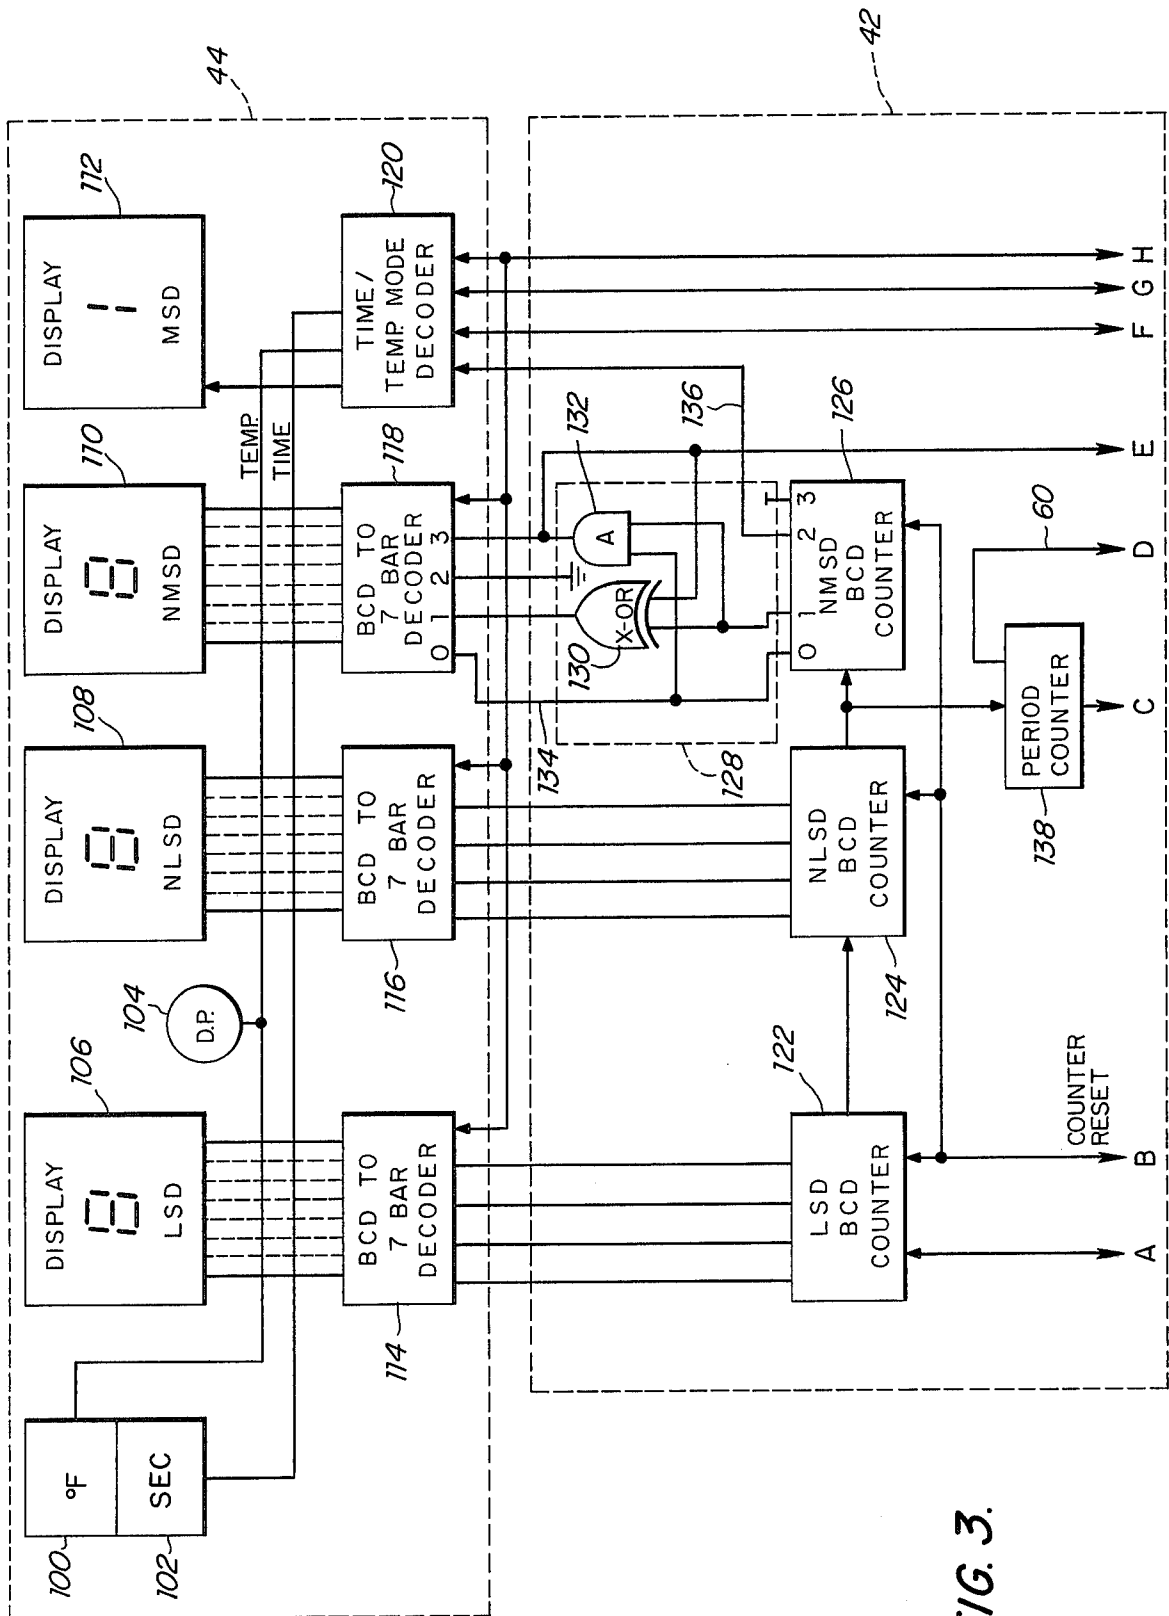 44
DISPLAY
MSD
112
DISPLAY
NMSD
110
DISPLAY
NLSD
108
DISPLAY
LSD
106
D.P.
104
°F
100
SEC
102
TEMP.
TIME
TIME/
TEMP. MODE
DECODER
120
BCD TO
7 BAR
DECODER
0 1 2 3
118
BCD TO
7 BAR
DECODER
116
BCD TO
7 BAR
DECODER
114
42
A
132
X-OR
130
134
128
136
0 1 2 3
NMSD
BCD
COUNTER
126
NLSD
BCD
COUNTER
124
LSD
BCD
COUNTER
122
PERIOD
COUNTER
138
60
COUNTER
RESET
A
B
C
D
E
F
G
H
FIG. 3.